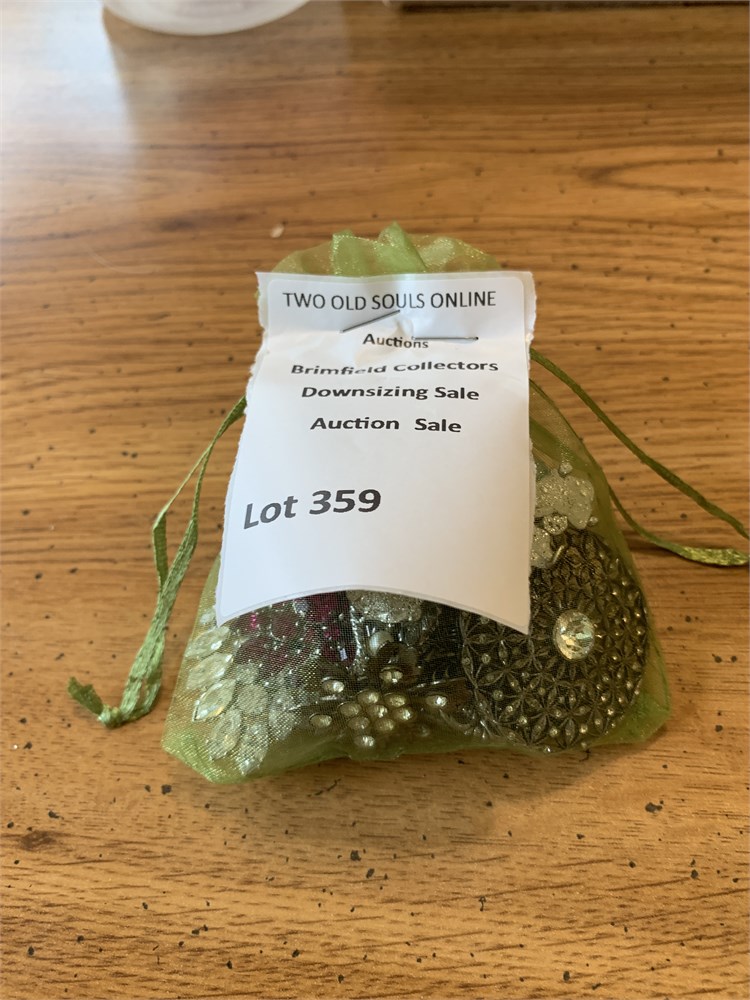 TWO OLD SOULS ONLINE
Auctions
Brimfield Collectors
Downsizing Sale
Auction Sale
Lot 359